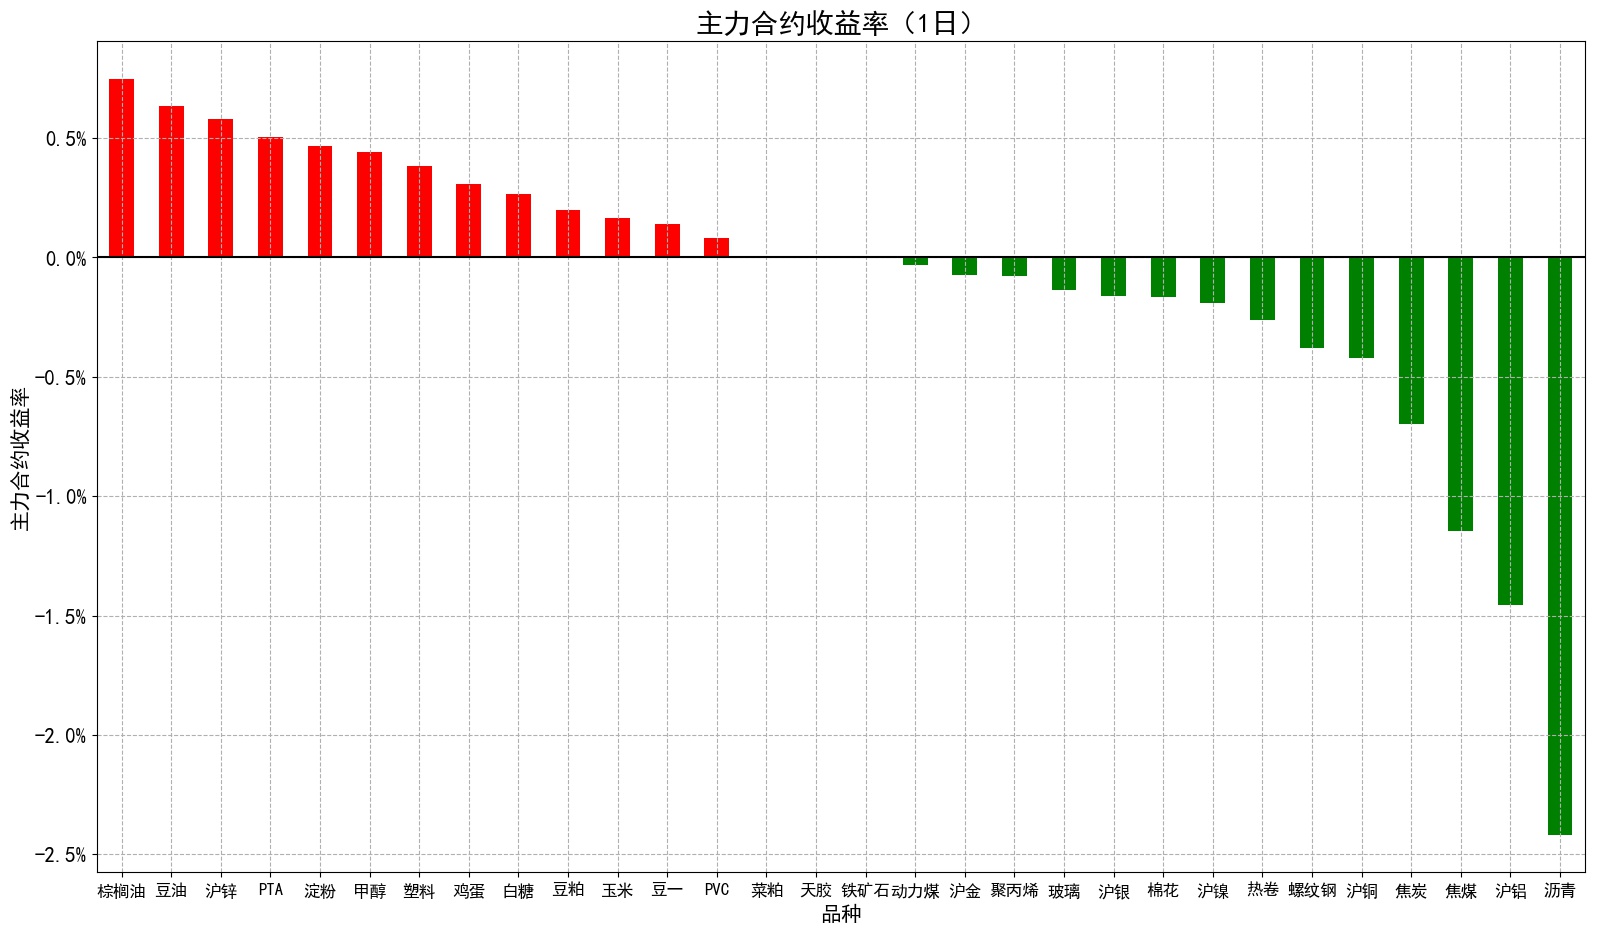 主力合约收益率（1日）
主力合约收益率
0.5%
0.0%
−0.5%
−1.0%
−1.5%
−2.0%
−2.5%
棕榈油 豆油 沪锌 PTA 淀粉 甲醇 塑料 鸡蛋 白糖 豆粕 玉米 豆一 PVC 菜粕 天胶 铁矿石 动力煤 沪金 聚丙烯 玻璃 沪银 棉花 沪镍 热卷 螺纹钢 沪铜 焦炭 焦煤 沪铝 沥青
品种